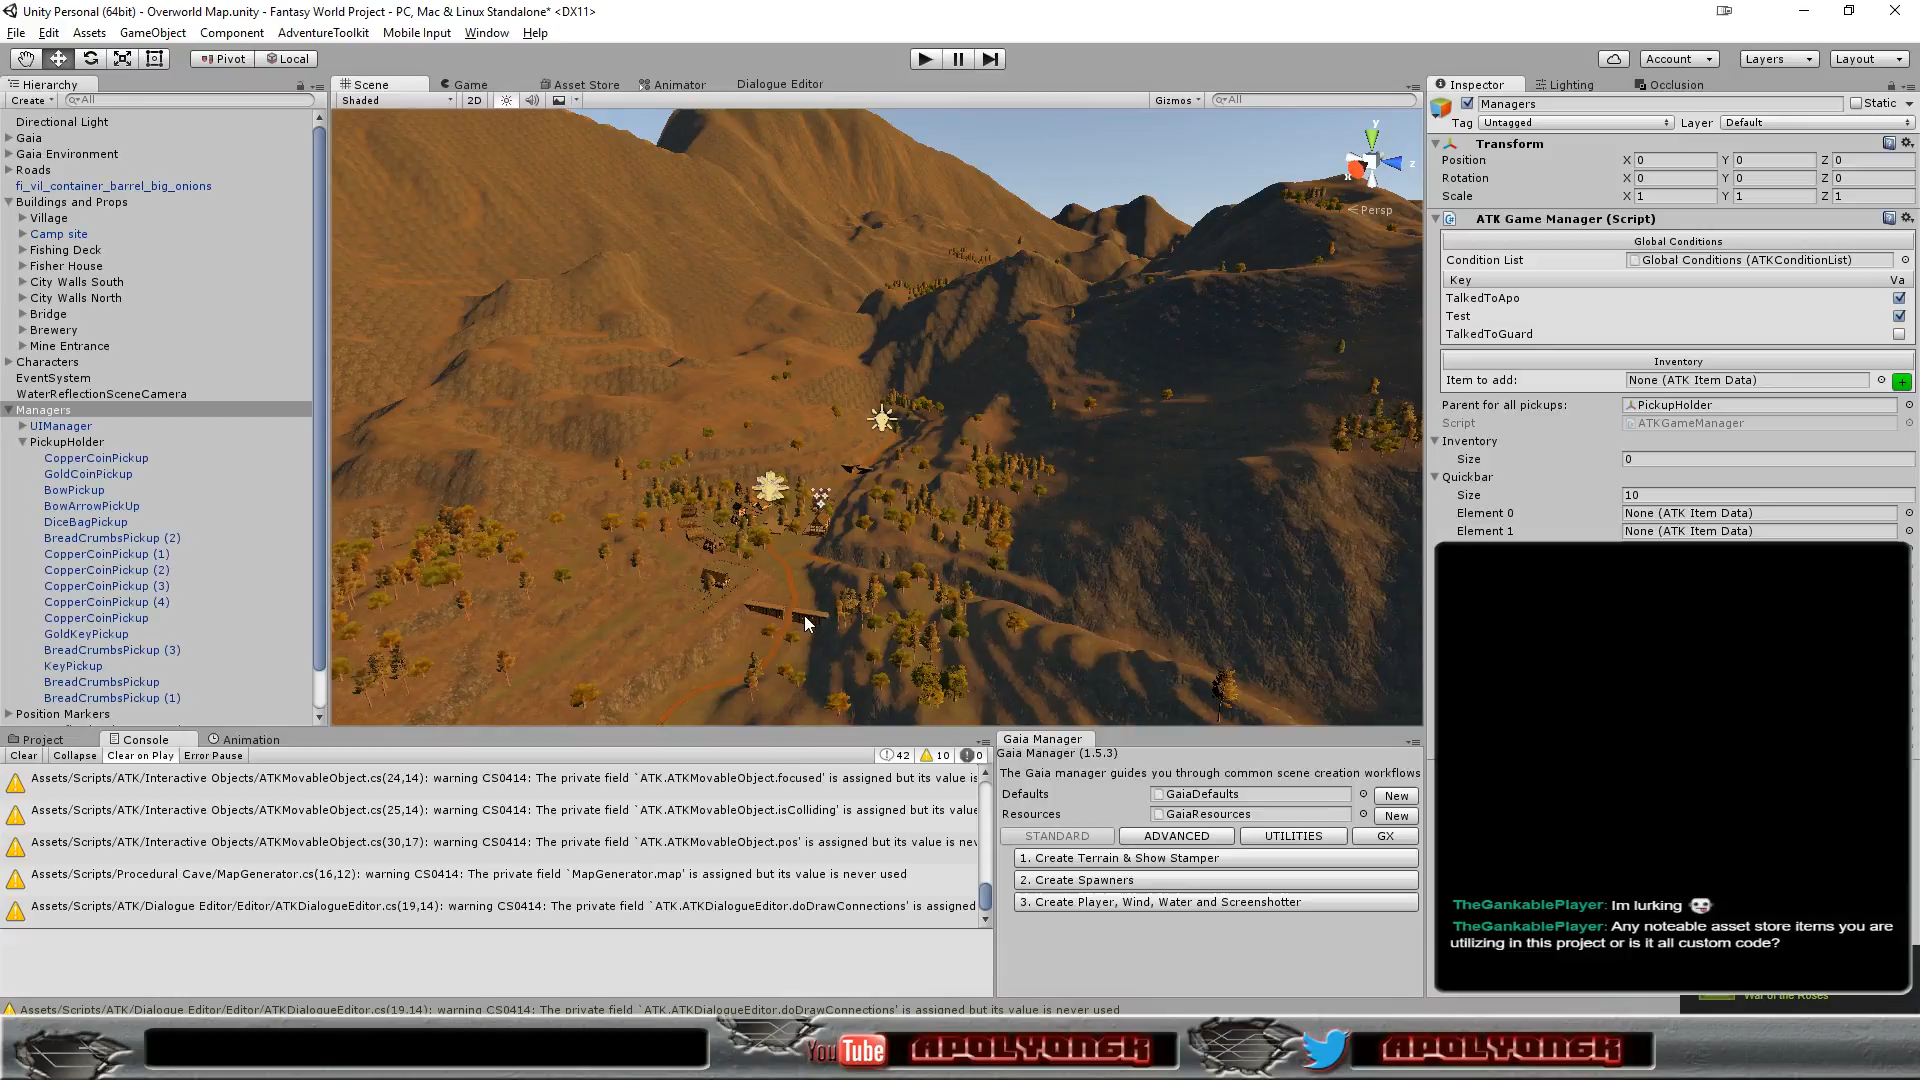 Unity Personal (64bit) - Overworld Map.unity - Fantasy World Project - PC, Mac & Linux Standalone* <DX11>
File Edit Assets GameObject Component AdventureToolkit Mobile Input Window Help
Pivot Local Account Layers Layout
Hierarchy
Create All
Directional Light
Gaia
Gaia Environment
Roads
fi_vil_container_barrel_big_onions
Buildings and Props
Village
Camp site
Fishing Deck
Fisher House
City Walls South
City Walls North
Bridge
Brewery
Mine Entrance
Characters
EventSystem
WaterReflectionSceneCamera
Managers
UIManager
PickupHolder
CopperCoinPickup
GoldCoinPickup
BowPickup
BowArrowPickUp
DiceBagPickup
BreadCrumbsPickup (2)
CopperCoinPickup (1)
CopperCoinPickup (2)
CopperCoinPickup (3)
CopperCoinPickup (4)
CopperCoinPickup
GoldKeyPickup
BreadCrumbsPickup (3)
KeyPickup
BreadCrumbsPickup
BreadCrumbsPickup (1)
Position Markers
Scene Game Asset Store Animator Dialogue Editor
Shaded 2D Gizmos All
y
z
x
Persp
Inspector Lighting Occlusion
Managers Static
Tag Untagged Layer Default
Transform
Position X 0 Y 0 Z 0
Rotation X 0 Y 0 Z 0
Scale X 1 Y 1 Z 1
ATK Game Manager (Script)
Global Conditions
Condition List Global Conditions (ATKConditionList)
Key Va
TalkedToApo
Test
TalkedToGuard
Inventory
Item to add: None (ATK Item Data)
Parent for all pickups: PickupHolder
Script ATKGameManager
Inventory
Size 0
Quickbar
Size 10
Element 0 None (ATK Item Data)
Element 1 None (ATK Item Data)
Project Console Animation
Clear Collapse Clear on Play Error Pause 42 10 0
Assets/Scripts/ATK/Interactive Objects/ATKMovableObject.cs(24,14): warning CS0414: The private field `ATK.ATKMovableObject.focused' is assigned but its value is
Assets/Scripts/ATK/Interactive Objects/ATKMovableObject.cs(25,14): warning CS0414: The private field `ATK.ATKMovableObject.isColliding' is assigned but its value
Assets/Scripts/ATK/Interactive Objects/ATKMovableObject.cs(30,17): warning CS0414: The private field `ATK.ATKMovableObject.pos' is assigned but its value is nev
Assets/Scripts/Procedural Cave/MapGenerator.cs(16,12): warning CS0414: The private field `MapGenerator.map' is assigned but its value is never used
Assets/Scripts/ATK/Dialogue Editor/Editor/ATKDialogueEditor.cs(19,14): warning CS0414: The private field `ATK.ATKDialogueEditor.doDrawConnections' is assigned
Assets/Scripts/ATK/Dialogue Editor/Editor/ATKDialogueEditor.cs(19,14): warning CS0414: The private field `ATK.ATKDialogueEditor.doDrawConnections' is assigned but its value is never used
Gaia Manager
Gaia Manager (1.5.3)
The Gaia manager guides you through common scene creation workflows
Defaults GaiaDefaults New
Resources GaiaResources New
STANDARD ADVANCED UTILITIES GX
1. Create Terrain & Show Stamper
2. Create Spawners
3. Create Player, Wind, Water and Screenshotter
TheGankablePlayer: Im lurking
TheGankablePlayer: Any noteable asset store items you are
utilizing in this project or is it all custom code?
War of the Roses
YouTube APOLYON6K APOLYON6K